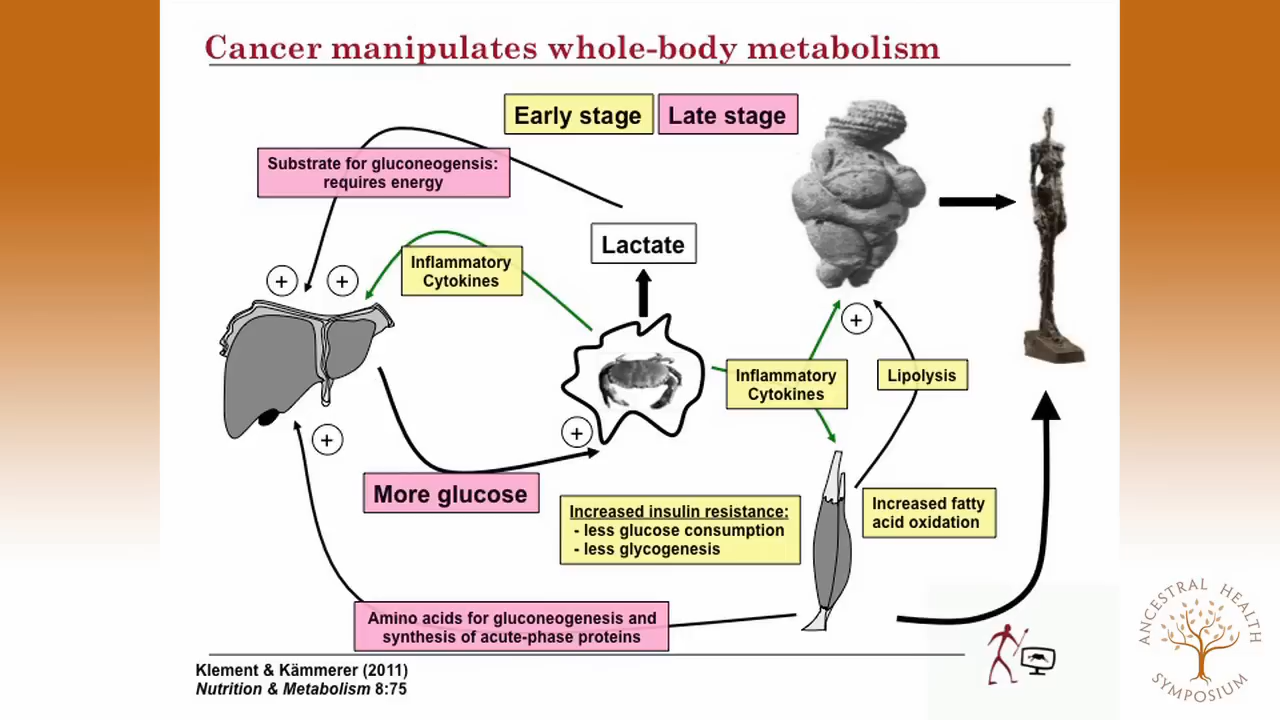 Cancer manipulates whole-body metabolism
Early stage
Late stage
Substrate for gluconeogensis:
requires energy
Lactate
Inflammatory
Cytokines
+
+
+
Inflammatory
Cytokines
Lipolysis
+
+
More glucose
Increased insulin resistance:
- less glucose consumption
- less glycogenesis
Increased fatty
acid oxidation
Amino acids for gluconeogenesis and
synthesis of acute-phase proteins
Klement & Kämmerer (2011)
Nutrition & Metabolism 8:75
ANCESTRAL HEALTH
SYMPOSIUM